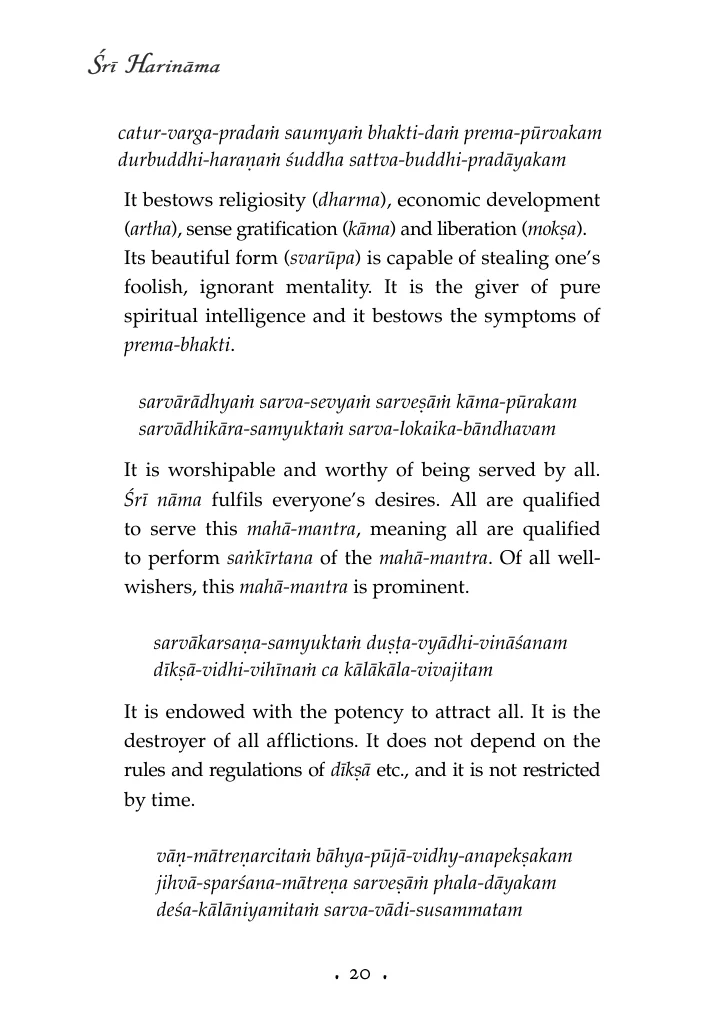 Śrī Harināma
catur-varga-pradaṁ saumyaṁ bhakti-daṁ prema-pūrvakam
durbuddhi-haraṇaṁ śuddha sattva-buddhi-pradāyakam
It bestows religiosity (dharma), economic development
(artha), sense gratification (kāma) and liberation (mokṣa).
Its beautiful form (svarūpa) is capable of stealing one’s
foolish, ignorant mentality. It is the giver of pure
spiritual intelligence and it bestows the symptoms of
prema-bhakti.
sarvārādhyaṁ sarva-sevyaṁ sarveṣāṁ kāma-pūrakam
sarvādhikāra-samyuktaṁ sarva-lokaika-bāndhavam
It is worshipable and worthy of being served by all.
Śrī nāma fulfils everyone’s desires. All are qualified
to serve this mahā-mantra, meaning all are qualified
to perform saṅkīrtana of the mahā-mantra. Of all well-
wishers, this mahā-mantra is prominent.
sarvākarsaṇa-samyuktaṁ duṣṭa-vyādhi-vināśanam
dīkṣā-vidhi-vihīnaṁ ca kālākāla-vivajitam
It is endowed with the potency to attract all. It is the
destroyer of all afflictions. It does not depend on the
rules and regulations of dīkṣā etc., and it is not restricted
by time.
vāṇ-mātreṇarcitaṁ bāhya-pūjā-vidhy-anapekṣakam
jihvā-sparśana-mātreṇa sarveṣāṁ phala-dāyakam
deśa-kālāniyamitaṁ sarva-vādi-susammatam
• 20 •